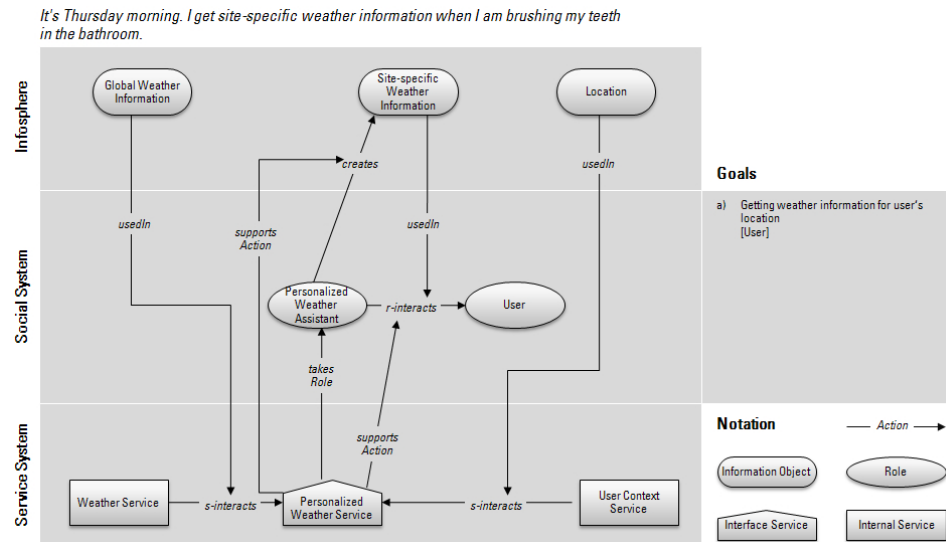 It's Thursday morning. I get site-specific weather information when I am brushing my teeth
in the bathroom.
Infosphere
Global Weather
Information
Site-specific
Weather
Information
Location
creates
usedIn
Goals
Social System
usedIn
supports
Action
usedIn
a) Getting weather information for user's
location
[User]
Personalized
Weather
Assistant
r-interacts
User
takes
Role
Service System
supports
Action
Weather Service
s-interacts
Personalized
Weather Service
s-interacts
User Context
Service
Notation
Action
Information Object
Role
Interface Service
Internal Service